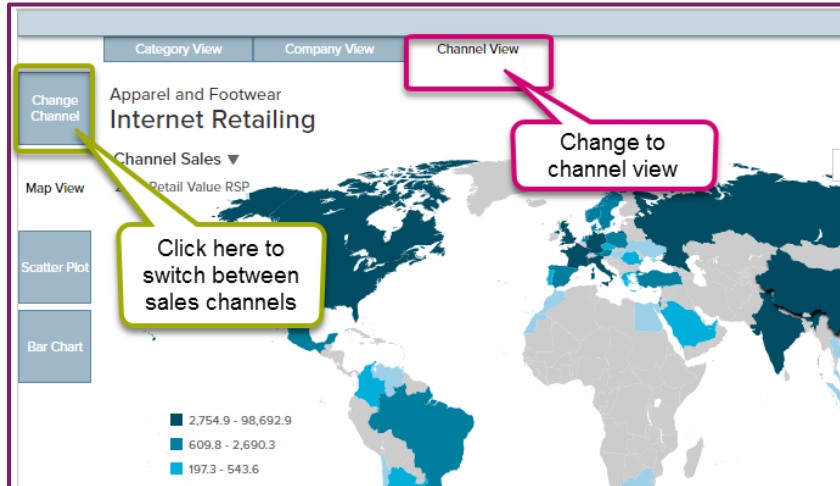 Category View
Company View
Channel View
Change
Channel
Apparel and Footwear
Internet Retailing
Change to
channel view
Channel Sales ▼
Map View
Retail Value RSP
Click here to
switch between
sales channels
Scatter Plot
Bar Chart
2,754.9 - 98,692.9
609.8 - 2,690.3
197.3 - 543.6